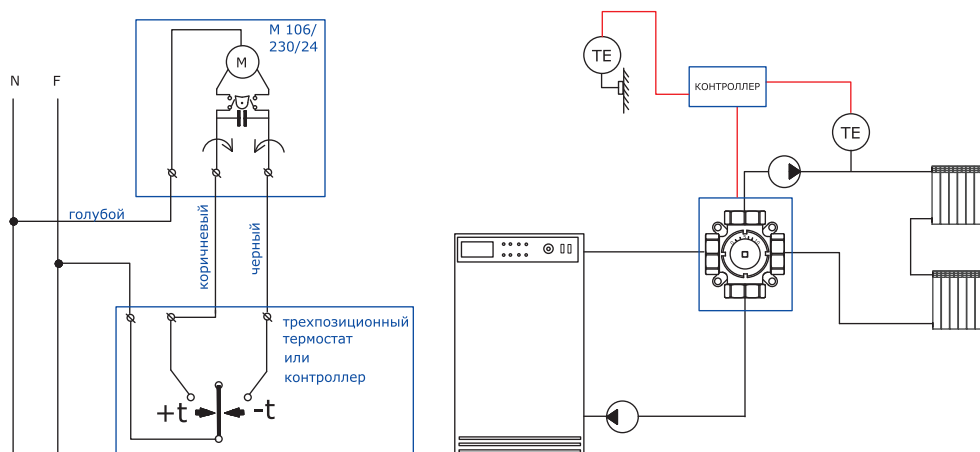 N
F
M 106/
230/24
M
голубой
коричневый
черный
трехпозиционный
термостат
или
контроллер
+t
-t
TE
КОНТРОЛЛЕР
TE